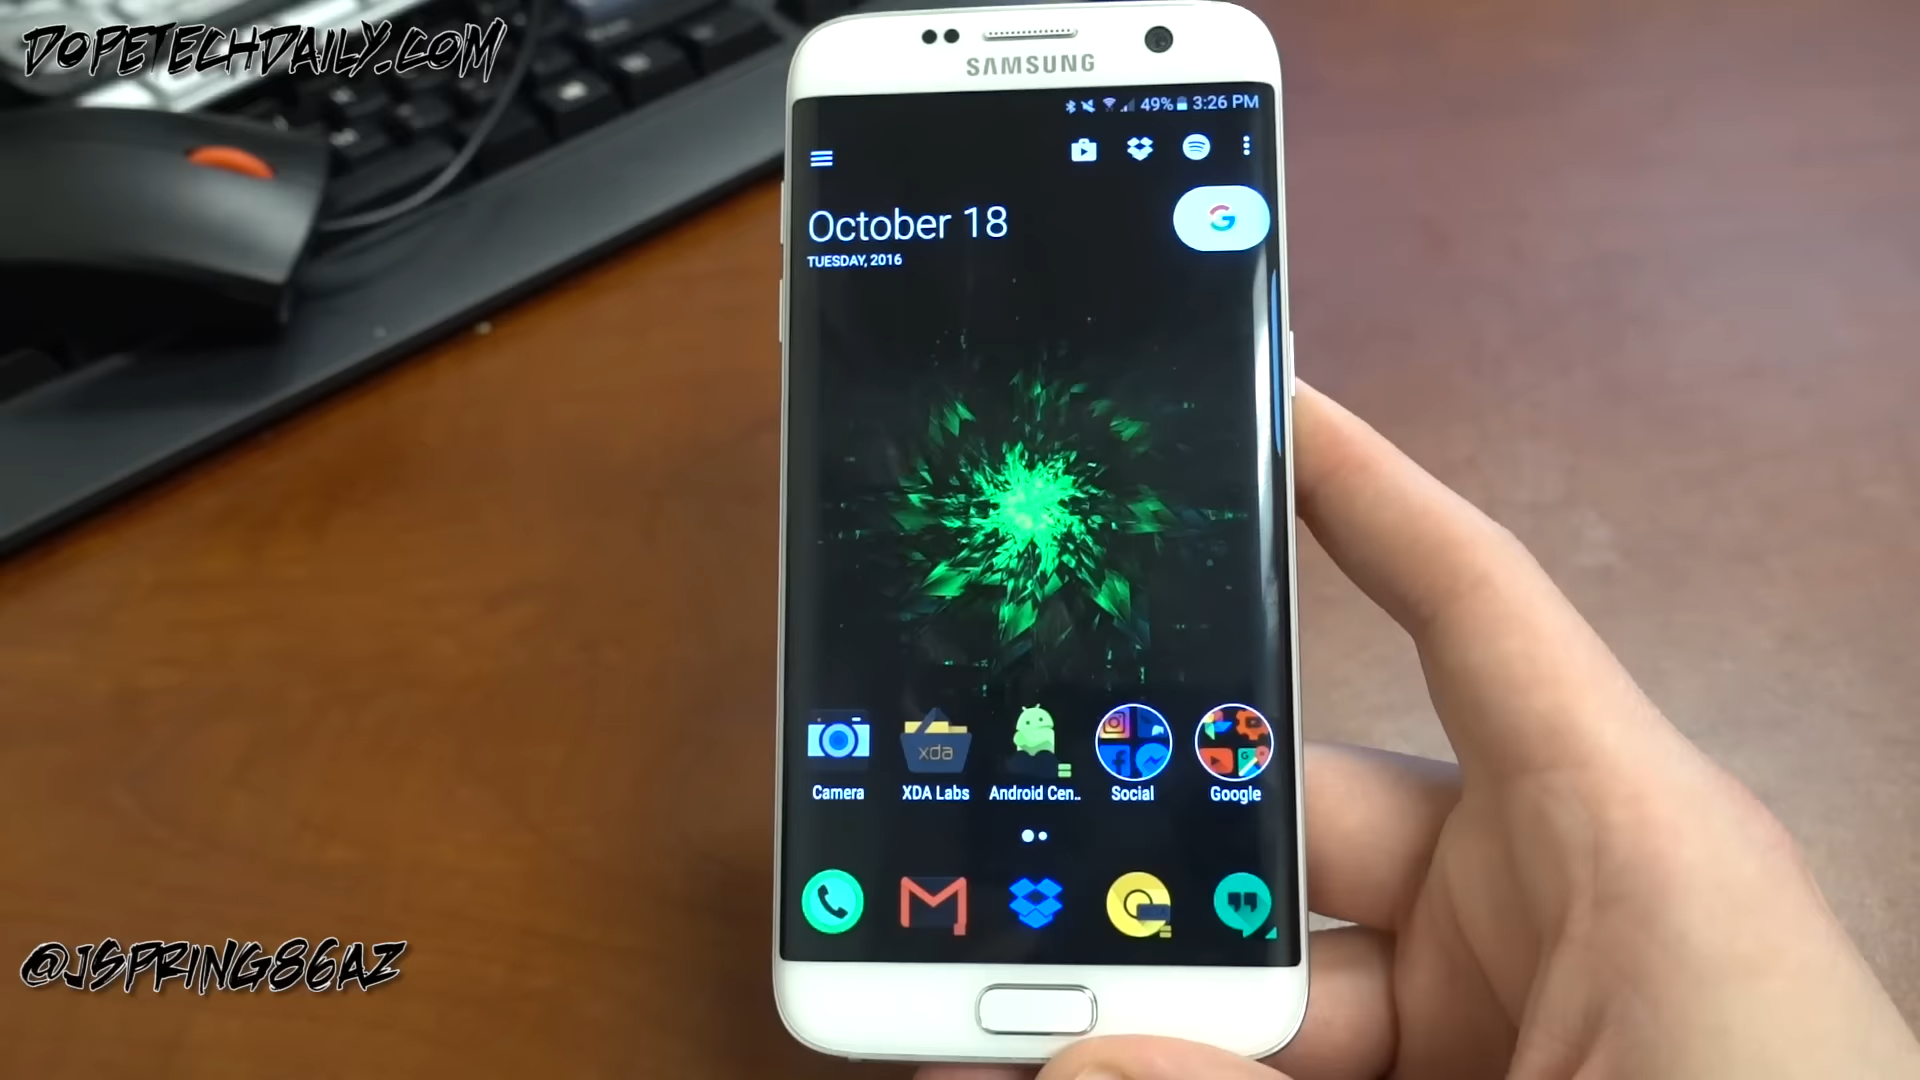 DOPETECHDAILY.COM
SAMSUNG
49% 3:26 PM
October 18
TUESDAY, 2016
xda
Camera
XDA Labs
Android Cen..
Social
Google
@JSPRING86AZ